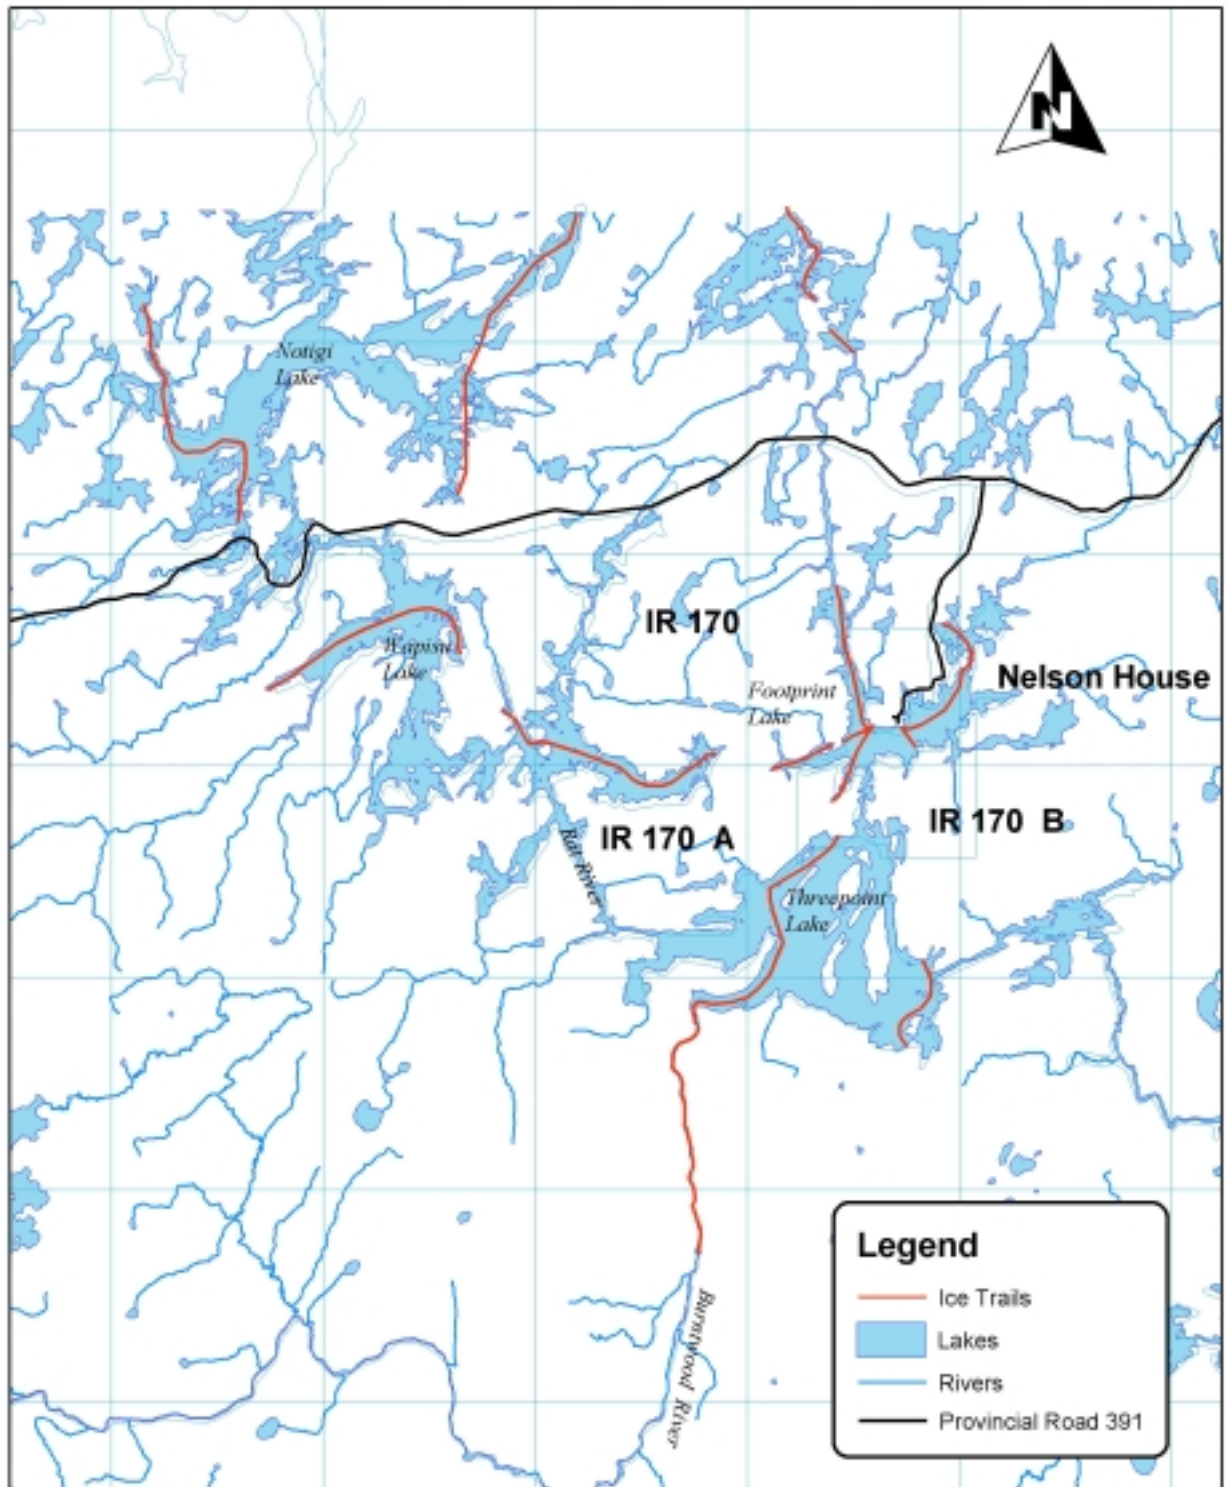 N
Notigi
Lake
IR 170
Wapisu
Lake
Nelson House
Footprint
Lake
IR 170 B
IR 170 A
Rat River
Threepoint
Lake
Burntwood River
Legend
Ice Trails
Lakes
Rivers
Provincial Road 391